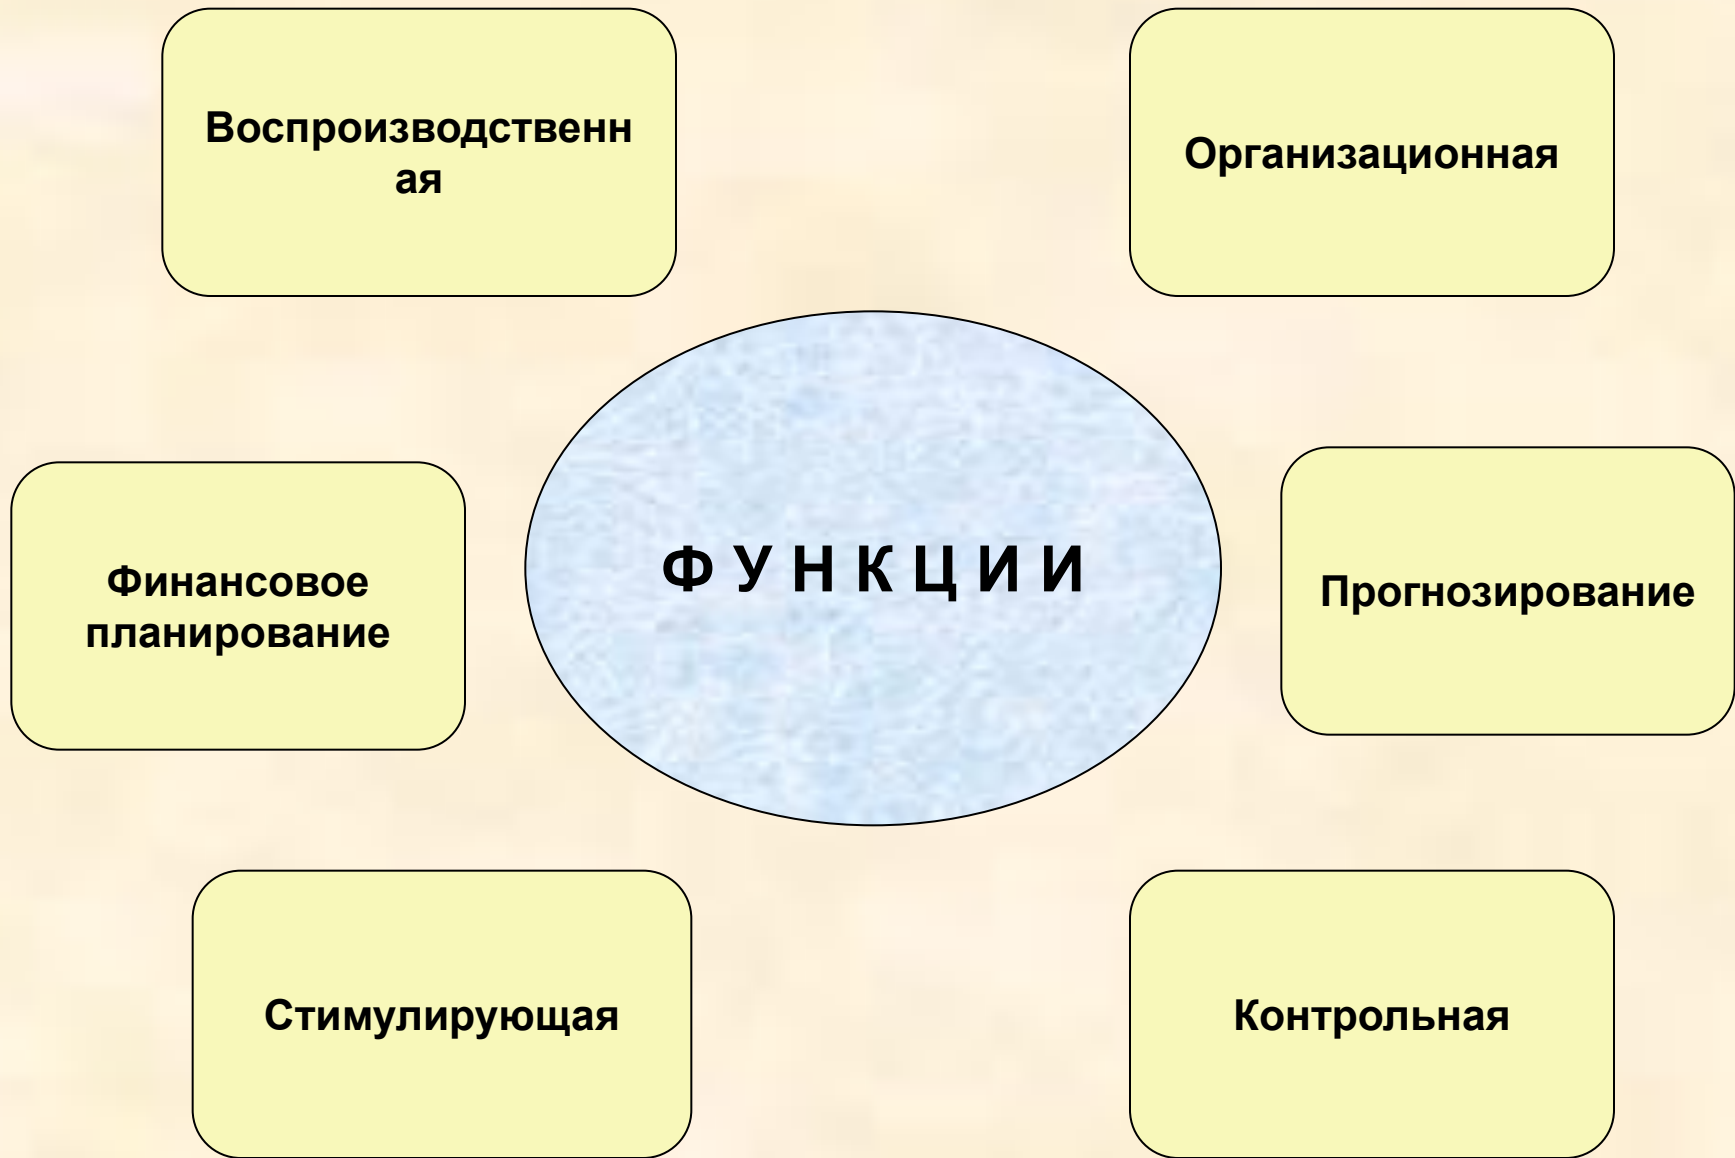 Воспроизводственн
ая
Организационная
Ф У Н К Ц И И
Финансовое
планирование
Прогнозирование
Стимулирующая
Контрольная